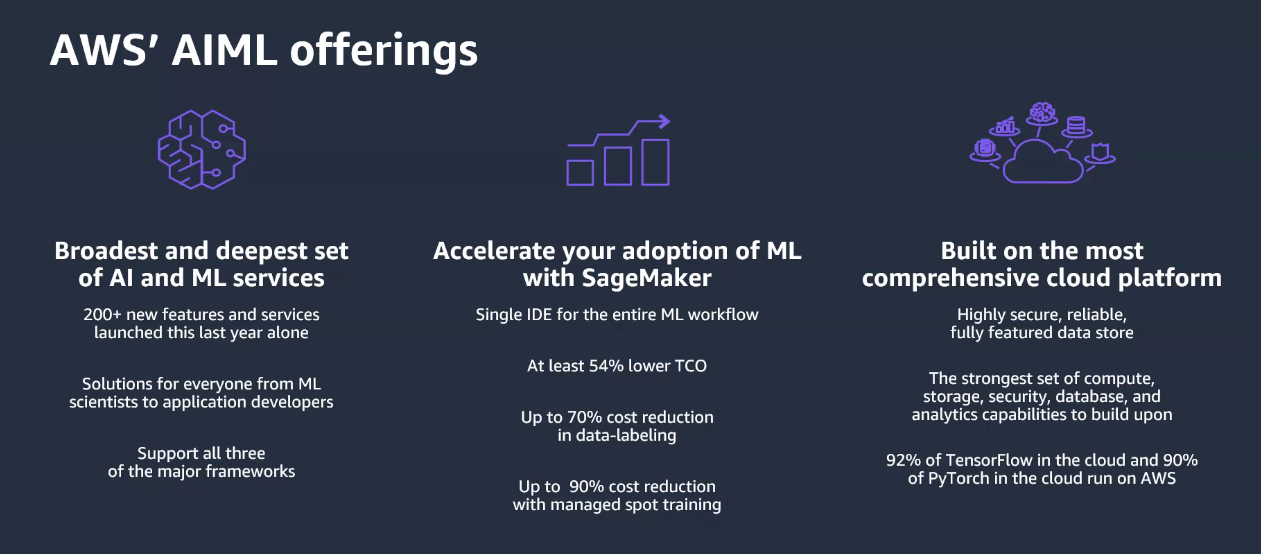 AWS’ AIML offerings
Broadest and deepest set
of AI and ML services
200+ new features and services
launched this last year alone
Solutions for everyone from ML
scientists to application developers
Support all three
of the major frameworks
Accelerate your adoption of ML
with SageMaker
Single IDE for the entire ML workflow
At least 54% lower TCO
Up to 70% cost reduction
in data-labeling
Up to  90% cost reduction
with managed spot training
Built on the most
comprehensive cloud platform
Highly secure, reliable,
fully featured data store
The strongest set of compute,
storage, security, database, and
analytics capabilities to build upon
92% of TensorFlow in the cloud and 90%
of PyTorch in the cloud run on AWS